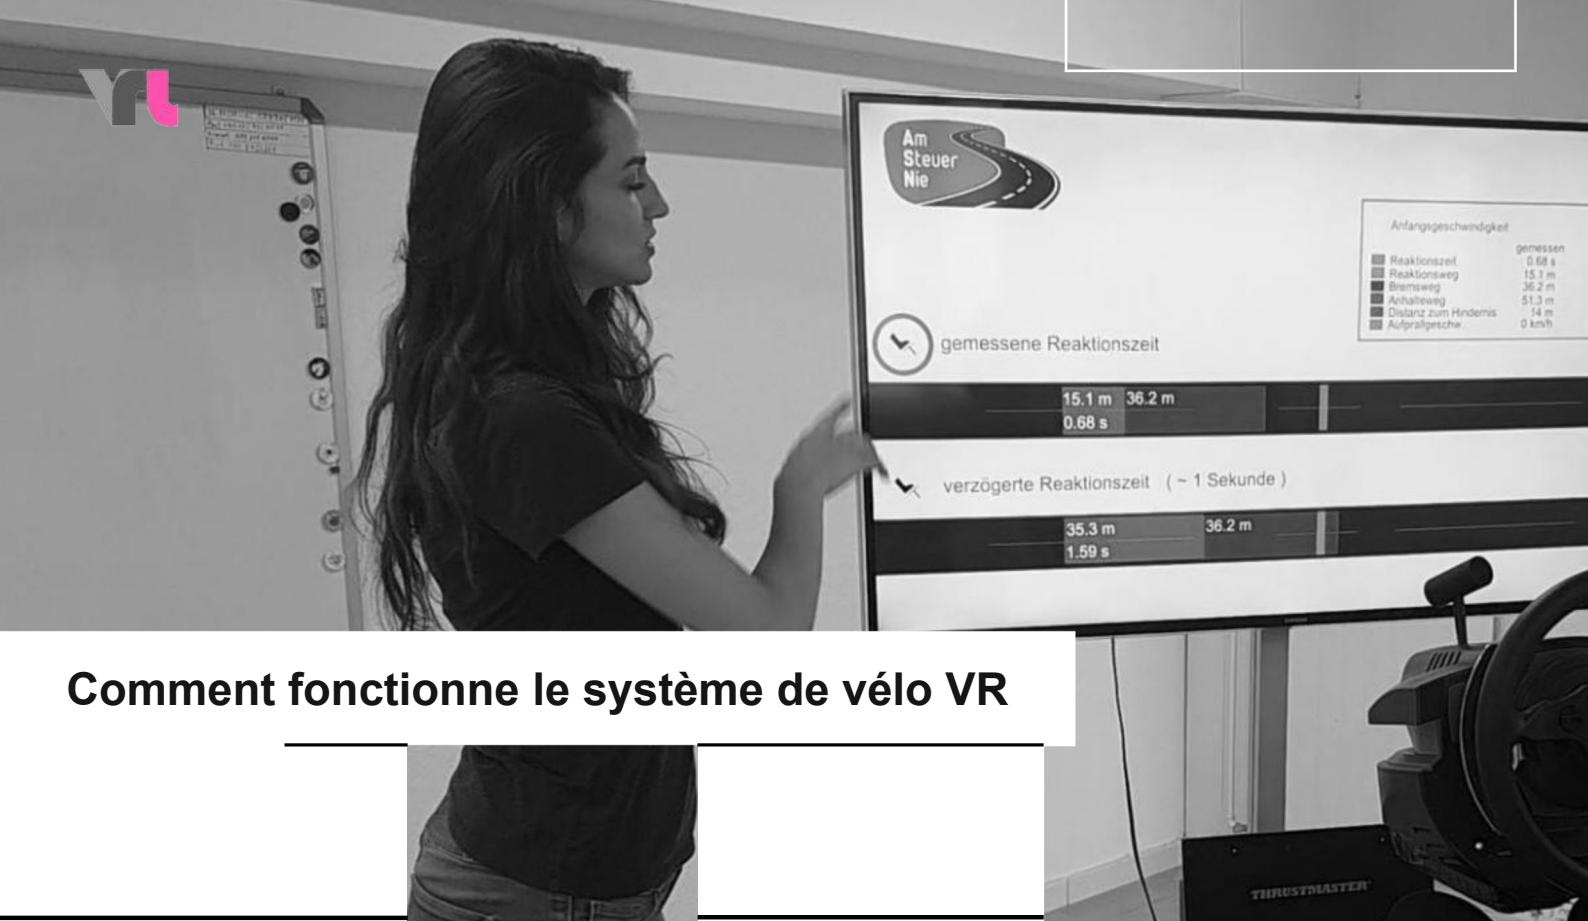 VRL
Am
Steuer
Nie
Anfangsgeschwindigkeit
gemessen
Reaktionszeit 0.68 s
Reaktionsweg 15.1 m
Bremsweg 36.2 m
Anhalteweg 51.3 m
Distanz zum Hindernis 14 m
Aufprallgeschw. 0 km/h
gemessene Reaktionszeit
15.1 m 36.2 m
0.68 s
verzögerte Reaktionszeit ( ~ 1 Sekunde )
35.3 m 36.2 m
1.59 s
Comment fonctionne le système de vélo VR
THRUSTMASTER